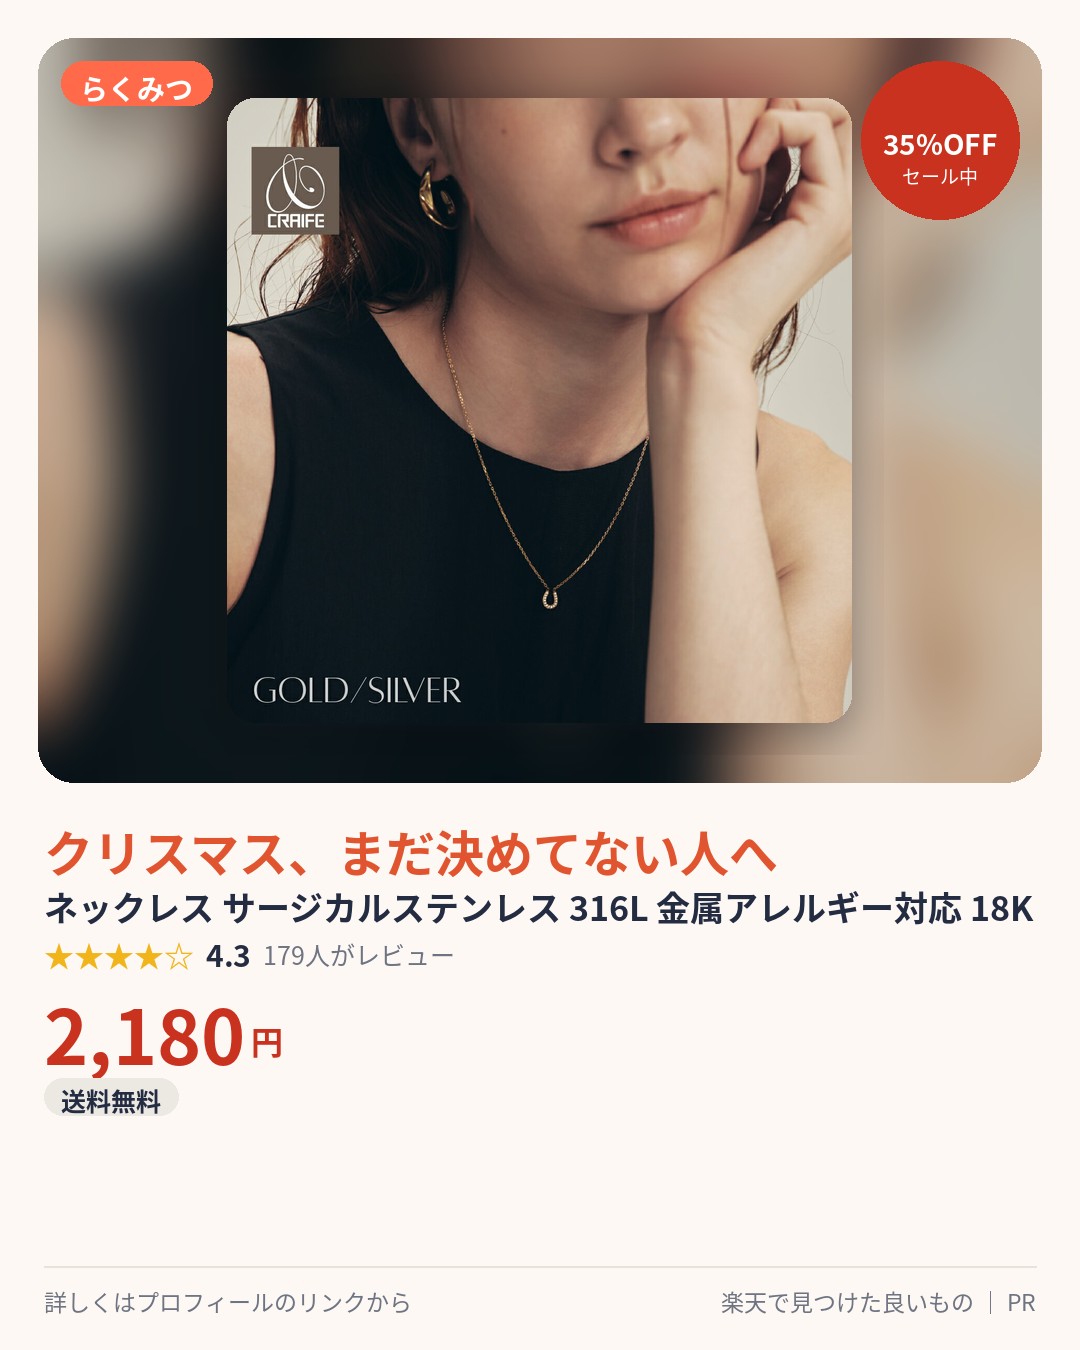 らくみつ
35%OFF
セール中
CRAIFE
GOLD/SILVER
クリスマス、まだ決めてない人へ
ネックレス サージカルステンレス 316L 金属アレルギー対応 18K
★★★★☆ 4.3 179人がレビュー
2,180円
送料無料
詳しくはプロフィールのリンクから
楽天で見つけた良いもの｜PR